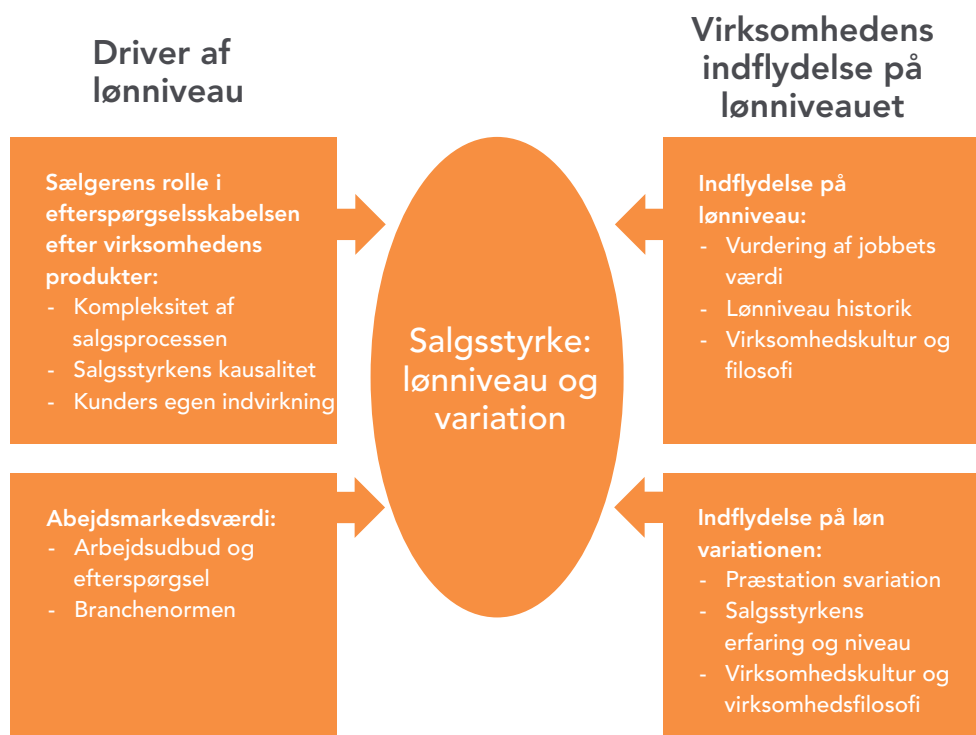 Driver af
lønniveau
Virksomhedens
indflydelse på
lønniveauet
Sælgerens rolle i
efterspørgselsskabelsen
efter virksomhedens
produkter:
- Kompleksitet af
salgsprocessen
- Salgsstyrkens kausalitet
- Kunders egen indvirkning
Abejdsmarkedsværdi:
- Arbejdsudbud og
efterspørgsel
- Branchenormen
Salgsstyrke:
lønniveau og
variation
Indflydelse på
lønniveau:
- Vurdering af jobbets
værdi
- Lønniveau historik
- Virksomhedskultur og
filosofi
Indflydelse på løn
variationen:
- Præstation svariation
- Salgsstyrkens
erfaring og niveau
- Virksomhedskultur og
virksomhedsfilosofi